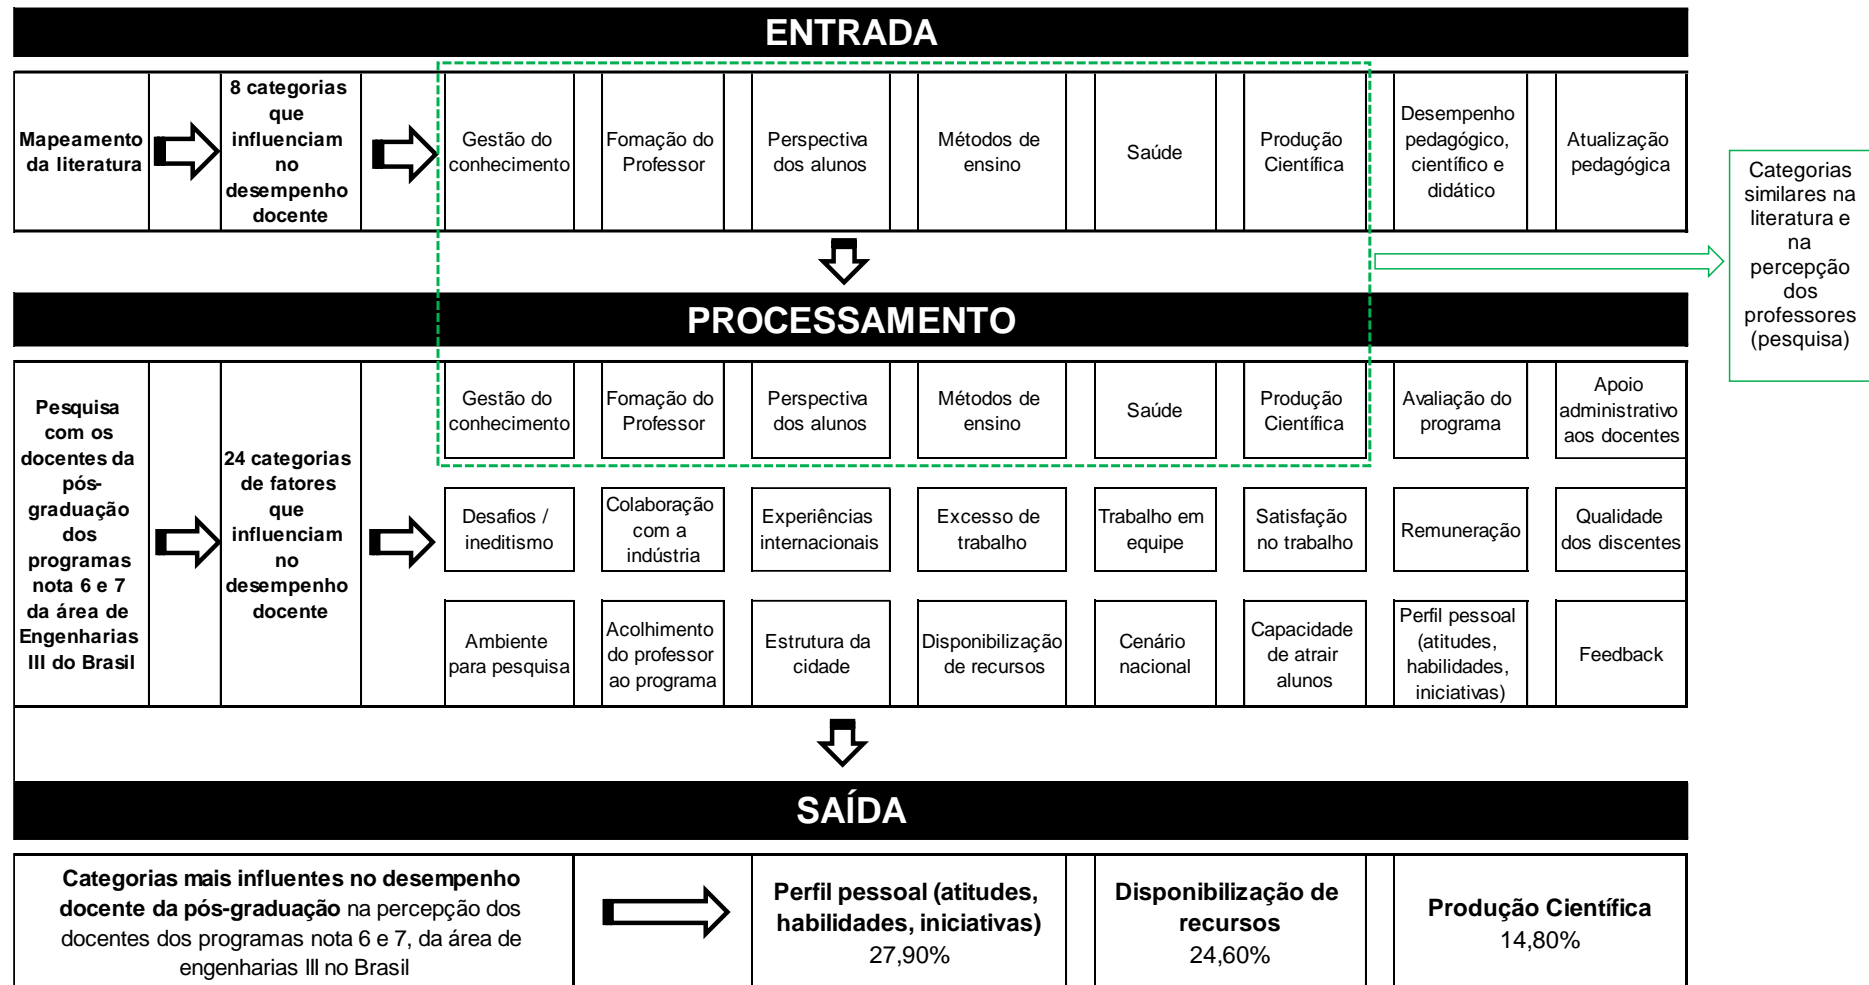 ENTRADA
Mapeamento
da literatura
8 categorias
que
influenciam
no
desempenho
docente
Gestão do
conhecimento
Fomação do
Professor
Perspectiva
dos alunos
Métodos de
ensino
Saúde
Produção
Científica
Desempenho
pedagógico,
científico e
didático
Atualização
pedagógica
Categorias
similares na
literatura e
na
percepção
dos
professores
(pesquisa)
PROCESSAMENTO
Pesquisa
com os
docentes da
pós-
graduação
dos
programas
nota 6 e 7
da área de
Engenharias
III do Brasil
24 categorias
de fatores
que
influenciam
no
desempenho
docente
Gestão do
conhecimento
Fomação do
Professor
Perspectiva
dos alunos
Métodos de
ensino
Saúde
Produção
Científica
Avaliação do
programa
Apoio
administrativo
aos docentes
Desafios /
ineditismo
Colaboração
com a
indústria
Experiências
internacionais
Excesso de
trabalho
Trabalho em
equipe
Satisfação
no trabalho
Remuneração
Qualidade
dos discentes
Ambiente
para pesquisa
Acolhimento
do professor
ao programa
Estrutura da
cidade
Disponibilização
de recursos
Cenário
nacional
Capacidade
de atrair
alunos
Perfil pessoal
(atitudes,
habilidades,
iniciativas)
Feedback
SAÍDA
Categorias mais influentes no desempenho
docente da pós-graduação na percepção dos
docentes dos programas nota 6 e 7, da área de
engenharias III no Brasil
Perfil pessoal (atitudes,
habilidades, iniciativas)
27,90%
Disponibilização de
recursos
24,60%
Produção Científica
14,80%